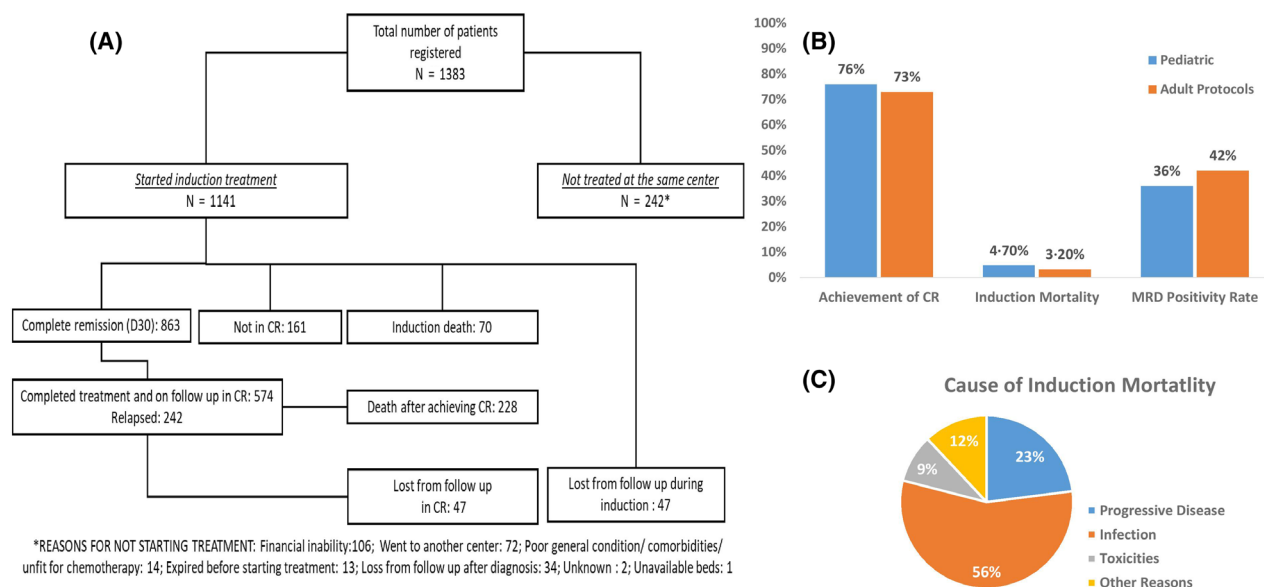 (A)
Total number of patients
registered
N = 1383
Started induction treatment
N = 1141
Not treated at the same center
N = 242*
Complete remission (D30): 863
Not in CR: 161
Induction death: 70
Completed treatment and on follow up in CR: 574
Relapsed: 242
Death after achieving CR: 228
Lost from follow up
in CR: 47
Lost from follow up during
induction : 47
*REASONS FOR NOT STARTING TREATMENT: Financial inability:106; Went to another center: 72; Poor general condition/ comorbidities/
unfit for chemotherapy: 14; Expired before starting treatment: 13; Loss from follow up after diagnosis: 34; Unknown : 2; Unavailable beds: 1
(B)
100%
90%
80%
70%
60%
50%
40%
30%
20%
10%
0%
76%
73%
4·70%
3·20%
36%
42%
Pediatric
Adult Protocols
Achievement of CR
Induction Mortality
MRD Positivity Rate
(C)
Cause of Induction Mortatlity
12%
23%
9%
56%
Progressive Disease
Infection
Toxicities
Other Reasons